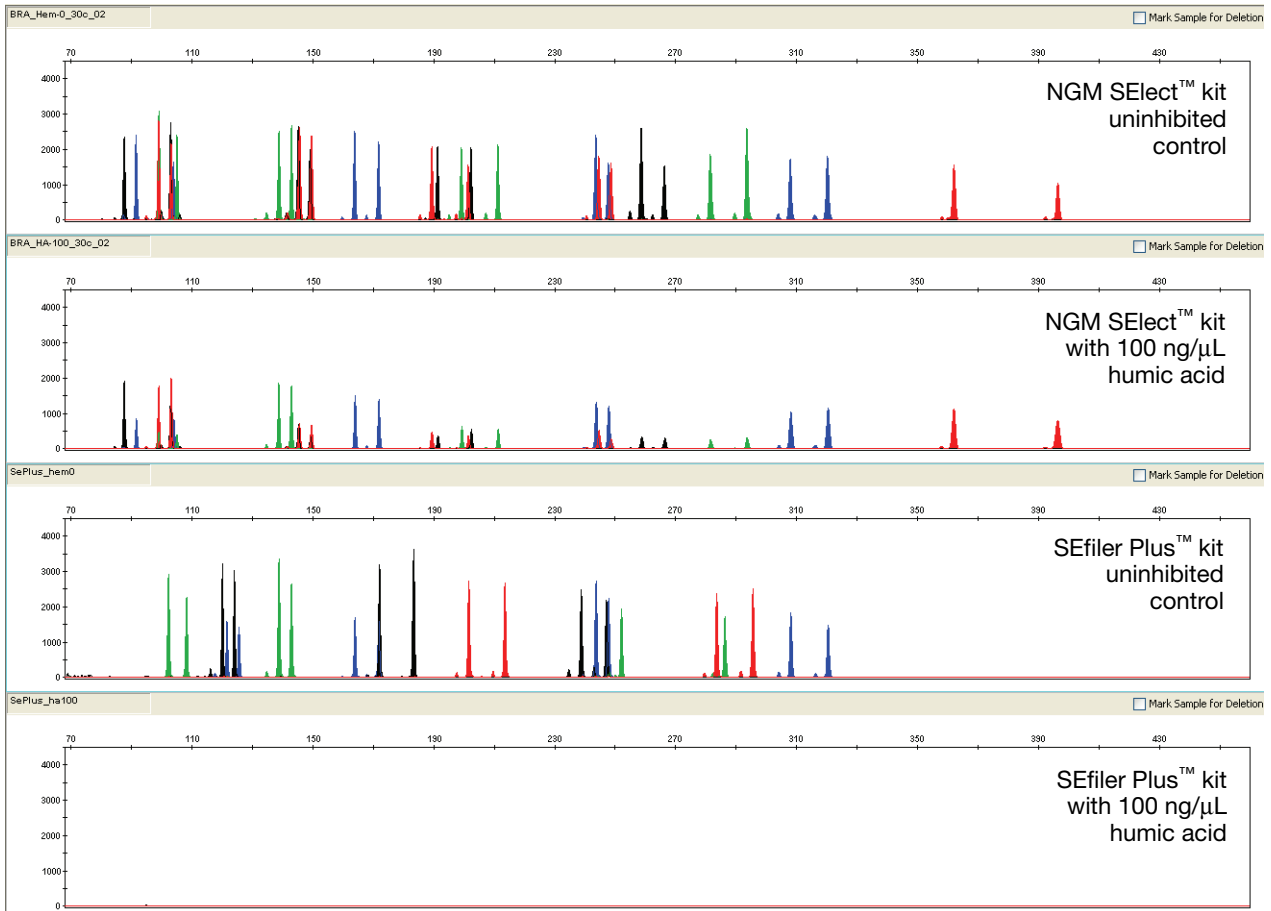 BRA_Hem-0_30c_02 Mark Sample for Deletion
70 110 150 190 230 270 310 350 390 430
4000
3000
2000
1000
0
NGM SElect™ kit
uninhibited
control
BRA_HA-100_30c_02 Mark Sample for Deletion
70 110 150 190 230 270 310 350 390 430
4000
3000
2000
1000
0
NGM SElect™ kit
with 100 ng/µL
humic acid
SePlus_hem0 Mark Sample for Deletion
70 110 150 190 230 270 310 350 390 430
4000
3000
2000
1000
0
SEfiler Plus™ kit
uninhibited
control
SePlus_ha100 Mark Sample for Deletion
70 110 150 190 230 270 310 350 390 430
4000
3000
2000
1000
0
SEfiler Plus™ kit
with 100 ng/µL
humic acid